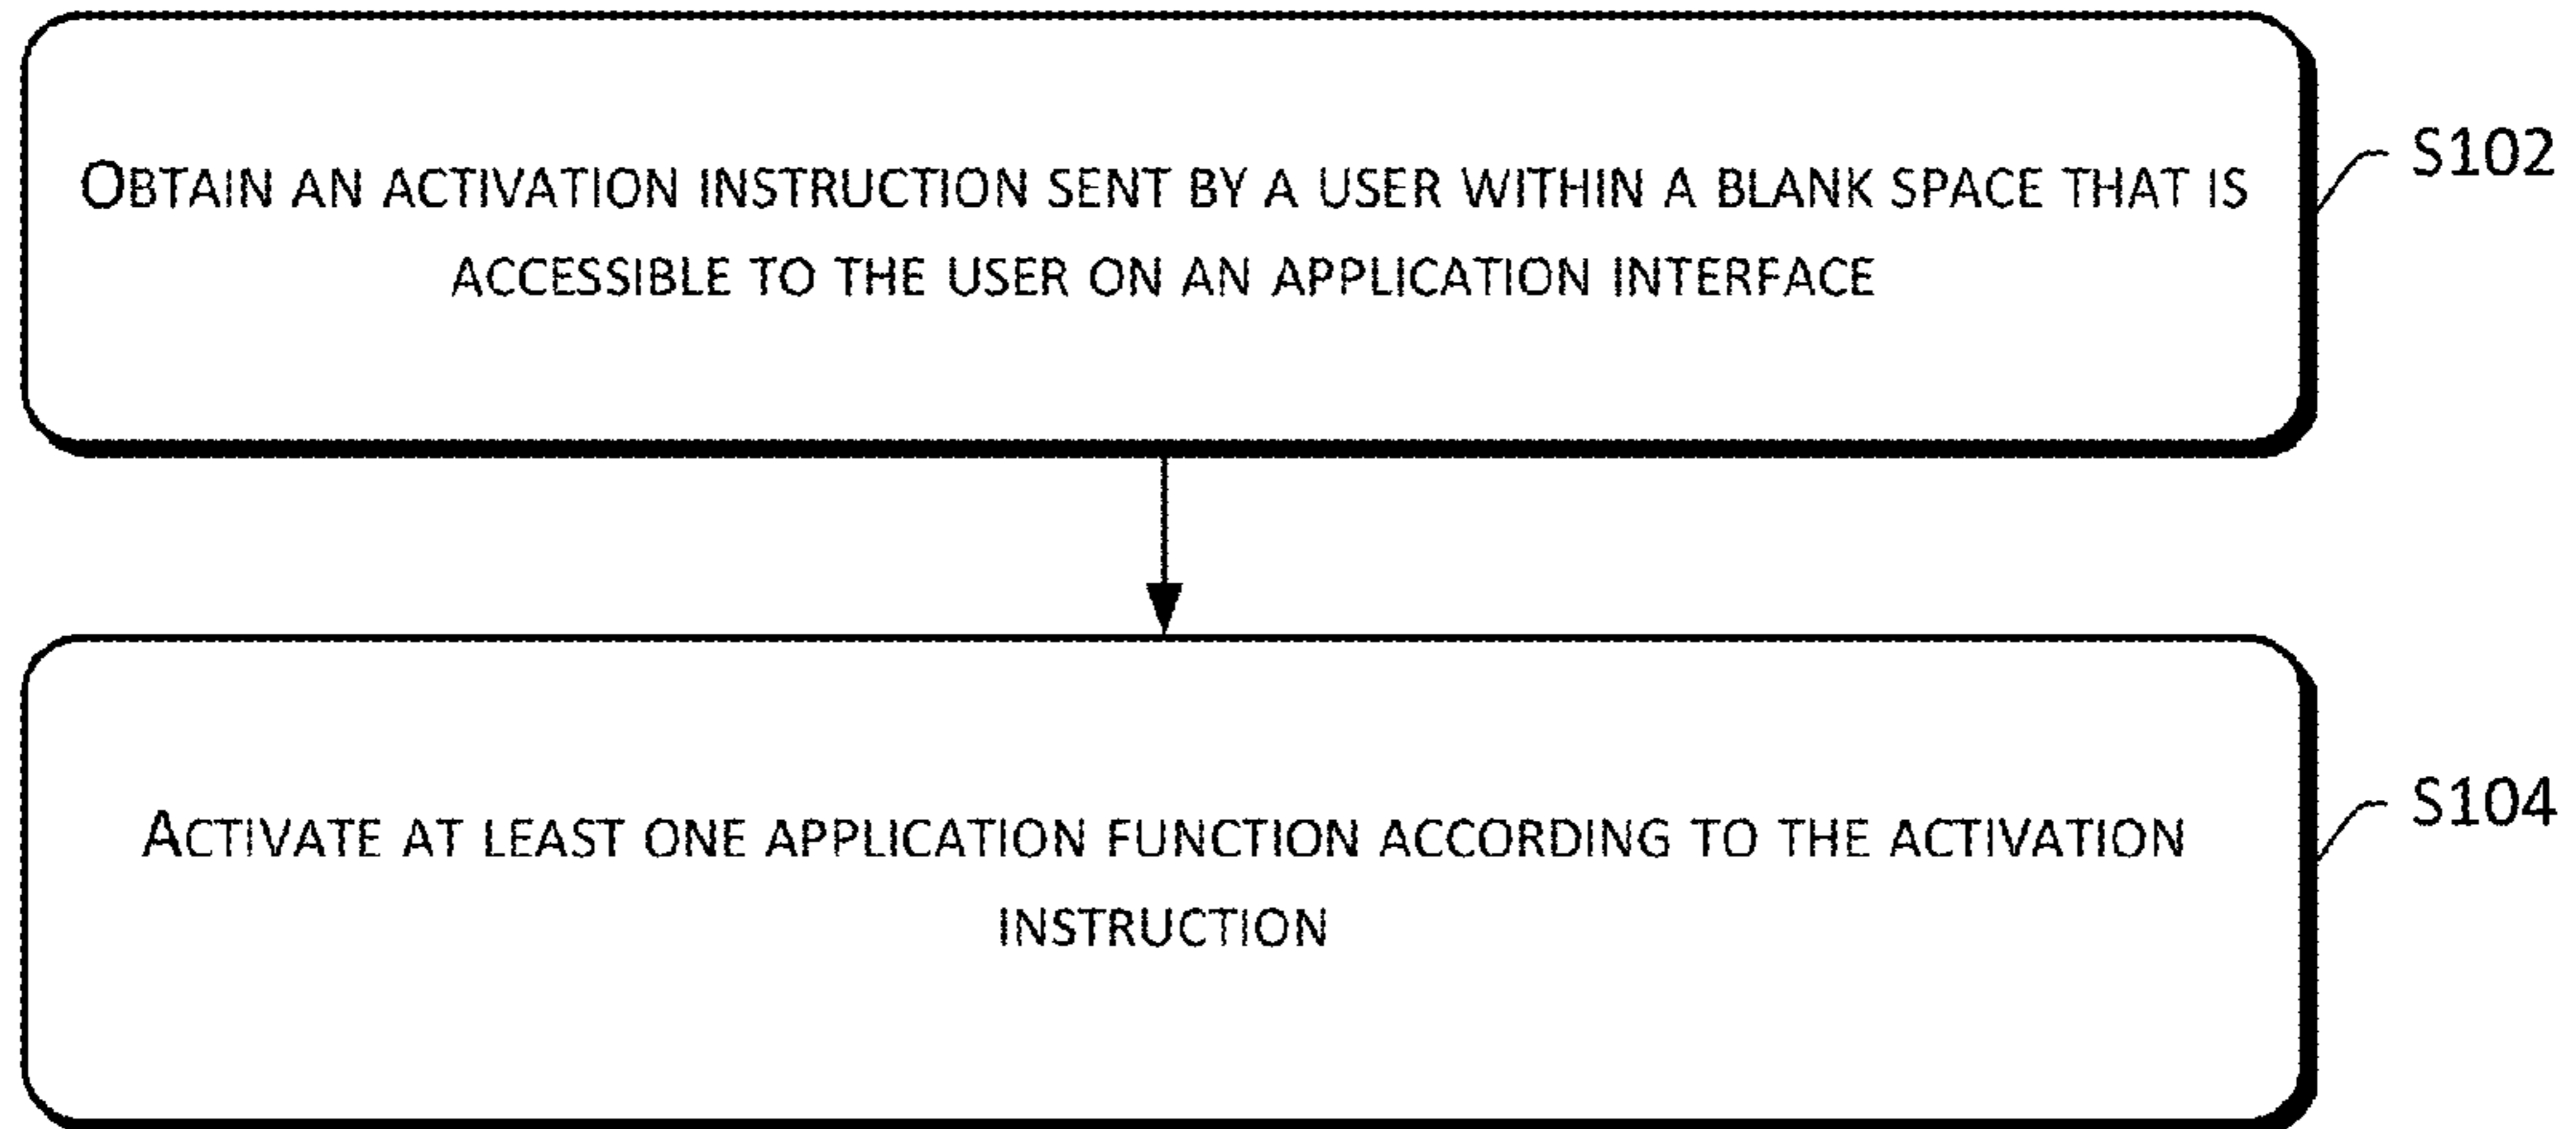 OBTAIN AN ACTIVATION INSTRUCTION SENT BY A USER WITHIN A BLANK SPACE THAT IS
ACCESSIBLE TO THE USER ON AN APPLICATION INTERFACE
S102
ACTIVATE AT LEAST ONE APPLICATION FUNCTION ACCORDING TO THE ACTIVATION
INSTRUCTION
S104